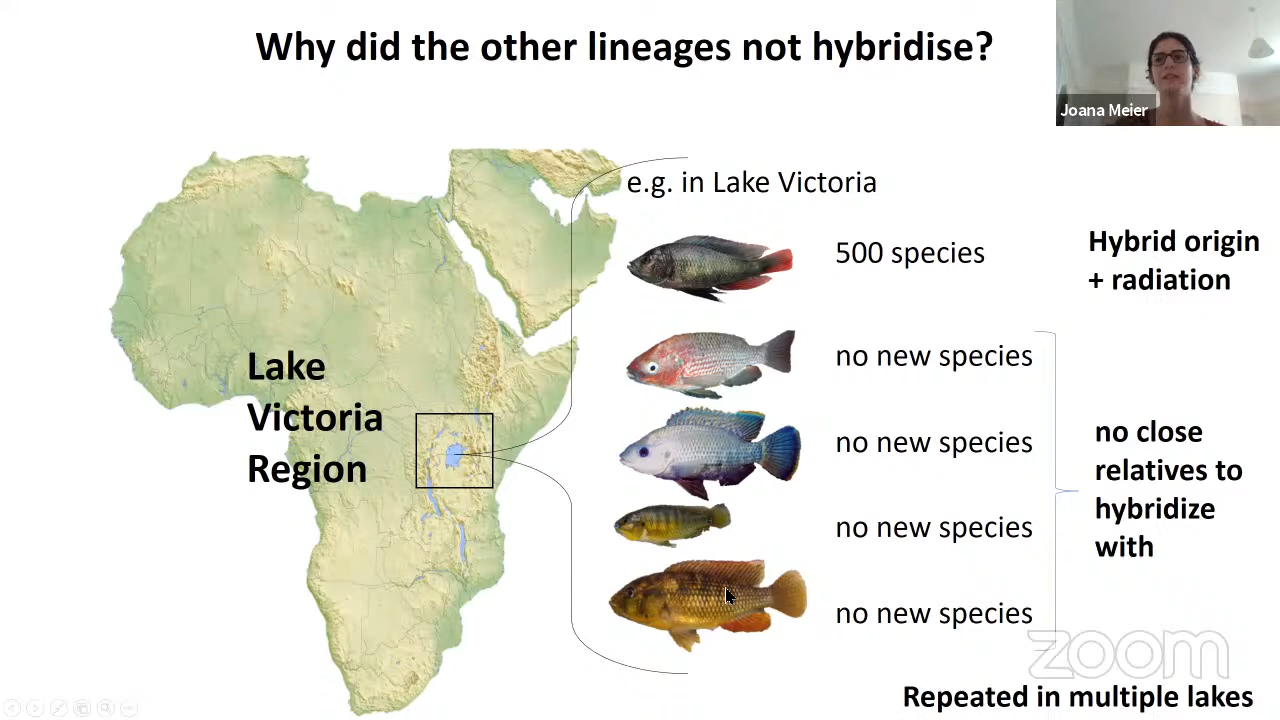 Why did the other lineages not hybridise?
Joana Meier
e.g. in Lake Victoria
500 species
Hybrid origin
+ radiation
no new species
Lake
Victoria
Region
no new species
no new species
no new species
no close
relatives to
hybridize
with
zoom
Repeated in multiple lakes